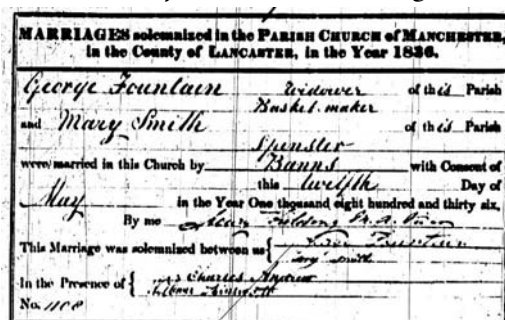 MARRIAGES solemnized in the PARISH CHURCH of MANCHESTER,
in the County of LANCASTER, in the Year 1836.
George Fountain Widower of this Parish
Basket maker
and Mary Smith of this Parish
Spinster
were married in this Church by Banns with Consent of
this twelfth Day of
May in the Year One thousand eight hundred and thirty six,
By me M.A.
This Marriage was solemnized between us { Fountain
Mary Smith
In the Presence of { Charles
No. 1108